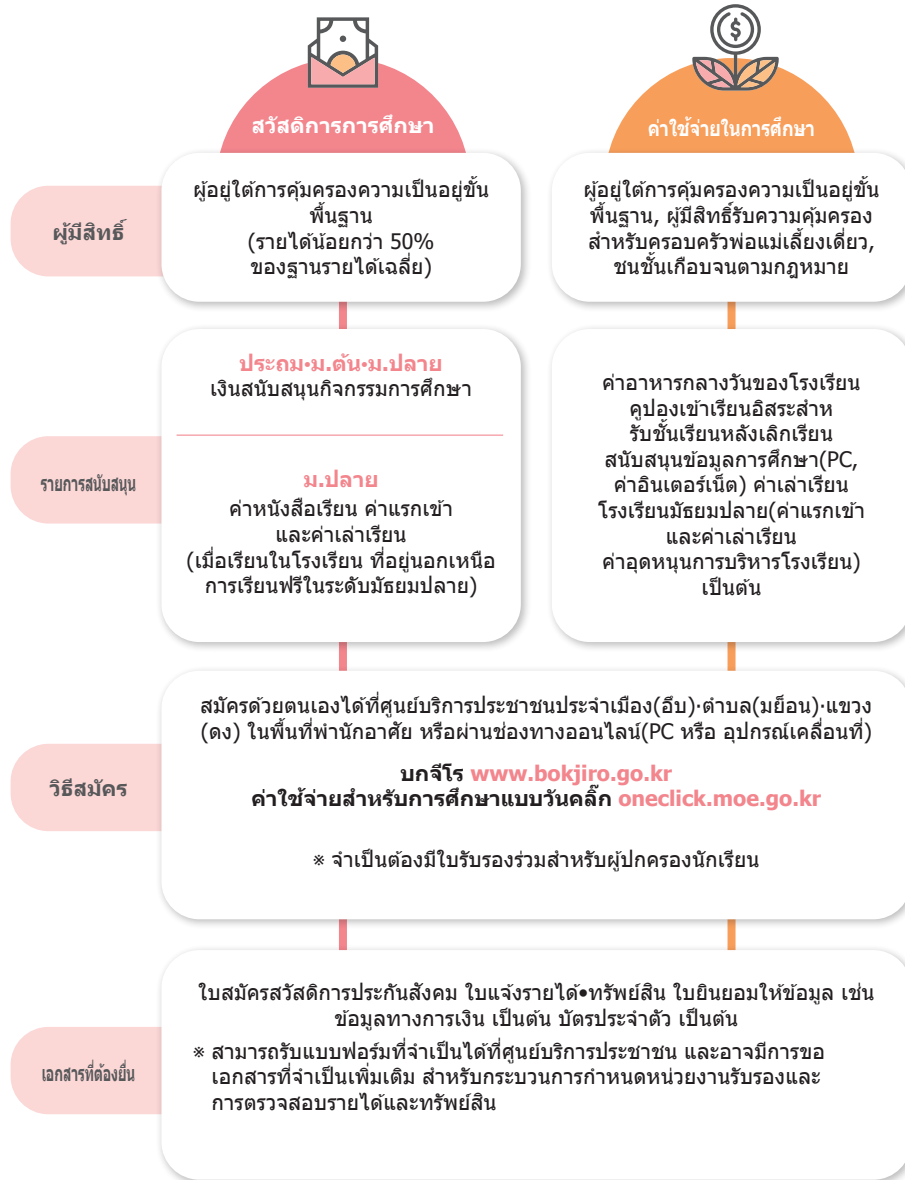 สวัสดิการการศึกษา
ค่าใช้จ่ายในการศึกษา
ผู้มีสิทธิ์
ผู้อยู่ใต้การคุ้มครองความเป็นอยู่ขั้น
พื้นฐาน
(รายได้น้อยกว่า 50%
ของฐานรายได้เฉลี่ย)
ผู้อยู่ใต้การคุ้มครองความเป็นอยู่ขั้น
พื้นฐาน, ผู้มีสิทธิ์รับความคุ้มครอง
สำหรับครอบครัวพ่อแม่เลี้ยงเดี่ยว,
ชนชั้นเกือบจนตามกฎหมาย
รายการสนับสนุน
ประถม·ม.ต้น·ม.ปลาย
เงินสนับสนุนกิจกรรมการศึกษา
ม.ปลาย
ค่าหนังสือเรียน ค่าแรกเข้า
และค่าเล่าเรียน
(เมื่อเรียนในโรงเรียน ที่อยู่นอกเหนือ
การเรียนฟรีในระดับมัธยมปลาย)
ค่าอาหารกลางวันของโรงเรียน
คูปองเข้าเรียนอิสระสำห
รับชั้นเรียนหลังเลิกเรียน
สนับสนุนข้อมูลการศึกษา(PC,
ค่าอินเตอร์เน็ต) ค่าเล่าเรียน
โรงเรียนมัธยมปลาย(ค่าแรกเข้า
และค่าเล่าเรียน
ค่าอุดหนุนการบริหารโรงเรียน)
เป็นต้น
วิธีสมัคร
สมัครด้วยตนเองได้ที่ศูนย์บริการประชาชนประจำเมือง(อึบ)·ตำบล(มย็อน)·แขวง
(ดง) ในพื้นที่พำนักอาศัย หรือผ่านช่องทางออนไลน์(PC หรือ อุปกรณ์เคลื่อนที่)
บกจีโร www.bokjiro.go.kr
ค่าใช้จ่ายสำหรับการศึกษาแบบวันคลิ๊ก oneclick.moe.go.kr
※ จำเป็นต้องมีใบรับรองร่วมสำหรับผู้ปกครองนักเรียน
เอกสารที่ต้องยื่น
ใบสมัครสวัสดิการประกันสังคม ใบแจ้งรายได้•ทรัพย์สิน ใบยินยอมให้ข้อมูล เช่น
ข้อมูลทางการเงิน เป็นต้น บัตรประจำตัว เป็นต้น
※ สามารถรับแบบฟอร์มที่จำเป็นได้ที่ศูนย์บริการประชาชน และอาจมีการขอ
เอกสารที่จำเป็นเพิ่มเติม สำหรับกระบวนการกำหนดหน่วยงานรับรองและ
การตรวจสอบรายได้และทรัพย์สิน